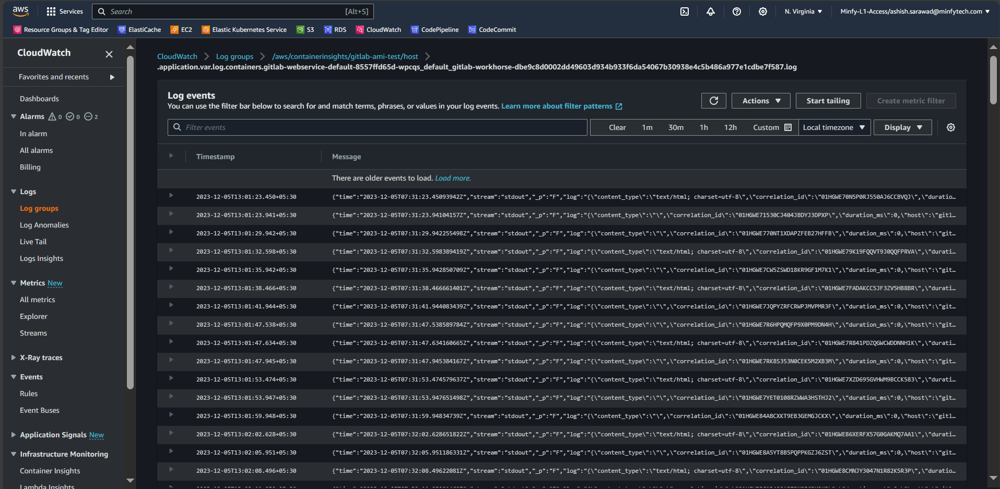 aws Services Search [Alt+S] N. Virginia Minfy-L1-Access/ashish.sarawad@minfytech.com
Resource Groups & Tag Editor ElastiCache EC2 Elastic Kubernetes Service S3 RDS CloudWatch CodePipeline CodeCommit
CloudWatch
Favorites and recents
Dashboards
Alarms 0 0 2
In alarm
All alarms
Billing
Logs
Log groups
Log Anomalies
Live Tail
Logs Insights
Metrics New
All metrics
Explorer
Streams
X-Ray traces
Events
Rules
Event Buses
Application Signals New
Infrastructure Monitoring
Container Insights
Lambda Insights
CloudWatch Log groups /aws/containerinsights/gitlab-ami-test/host
.application.var.log.containers.gitlab-webservice-default-8557ffd65d-wpcqs_default_gitlab-workhorse-dbe9c8d0002dd49603d934b933f6da54067b30938e4c5b486a977e1cdbe7f587.log
Log events
You can use the filter bar below to search for and match terms, phrases, or values in your log events. Learn more about filter patterns
Actions Start tailing Create metric filter
Filter events Clear 1m 30m 1h 12h Custom Local timezone Display
Timestamp Message
There are older events to load. Load more.
2023-12-05T13:01:23.450+05:30 {"time":"2023-12-05T07:31:23.45093942Z","stream":"stdout","_p":"F","log":"{\"content_type\":\"text/html; charset=utf-8\",\"correlation_id\":\"01HGWE70N5P0RJ550AJ6CCBVQJ\",\"duratio…
2023-12-05T13:01:23.941+05:30 {"time":"2023-12-05T07:31:23.94104157Z","stream":"stdout","_p":"F","log":"{\"content_type\":\"\",\"correlation_id\":\"01HGWE71530CJ404JBDYJ3DPXP\",\"duration_ms\":0,\"host\":\"gitl…
2023-12-05T13:01:29.942+05:30 {"time":"2023-12-05T07:31:29.942255498Z","stream":"stdout","_p":"F","log":"{\"content_type\":\"\",\"correlation_id\":\"01HGWE770NT1XDAPZFEB27HFFB\",\"duration_ms\":0,\"host\":\"git…
2023-12-05T13:01:32.598+05:30 {"time":"2023-12-05T07:31:32.598389419Z","stream":"stdout","_p":"F","log":"{\"content_type\":\"text/html; charset=utf-8\",\"correlation_id\":\"01HGWE79K19FQQVT9J0QQFPRVA\",\"durati…
2023-12-05T13:01:35.942+05:30 {"time":"2023-12-05T07:31:35.942850709Z","stream":"stdout","_p":"F","log":"{\"content_type\":\"\",\"correlation_id\":\"01HGWE7CW5ZSWD18KR9GF1M7K1\",\"duration_ms\":0,\"host\":\"git…
2023-12-05T13:01:38.466+05:30 {"time":"2023-12-05T07:31:38.466661401Z","stream":"stdout","_p":"F","log":"{\"content_type\":\"text/html; charset=utf-8\",\"correlation_id\":\"01HGWE7FADAKCC5JF3ZV5H88BR\",\"durati…
2023-12-05T13:01:41.944+05:30 {"time":"2023-12-05T07:31:41.944083439Z","stream":"stdout","_p":"F","log":"{\"content_type\":\"\",\"correlation_id\":\"01HGWE7JQPYZRFCRWPJMVPMR3F\",\"duration_ms\":0,\"host\":\"git…
2023-12-05T13:01:47.538+05:30 {"time":"2023-12-05T07:31:47.538589784Z","stream":"stdout","_p":"F","log":"{\"content_type\":\"\",\"correlation_id\":\"01HGWE7R6HPQMQFP9X0PM9DN4H\",\"duration_ms\":0,\"host\":\"git…
2023-12-05T13:01:47.634+05:30 {"time":"2023-12-05T07:31:47.634160665Z","stream":"stdout","_p":"F","log":"{\"content_type\":\"text/html; charset=utf-8\",\"correlation_id\":\"01HGWE7R841PDZQGWCWDDNNH1K\",\"durati…
2023-12-05T13:01:47.945+05:30 {"time":"2023-12-05T07:31:47.945384167Z","stream":"stdout","_p":"F","log":"{\"content_type\":\"\",\"correlation_id\":\"01HGWE7RK8S353N0CEK5M2XB3M\",\"duration_ms\":0,\"host\":\"git…
2023-12-05T13:01:53.474+05:30 {"time":"2023-12-05T07:31:53.474579637Z","stream":"stdout","_p":"F","log":"{\"content_type\":\"text/html; charset=utf-8\",\"correlation_id\":\"01HGWE7XZD695GVHWM9BCCK583\",\"durati…
2023-12-05T13:01:53.947+05:30 {"time":"2023-12-05T07:31:53.947651498Z","stream":"stdout","_p":"F","log":"{\"content_type\":\"\",\"correlation_id\":\"01HGWE7YET0108RZWWA3HSTHJ2\",\"duration_ms\":0,\"host\":\"git…
2023-12-05T13:01:59.948+05:30 {"time":"2023-12-05T07:31:59.94834739Z","stream":"stdout","_p":"F","log":"{\"content_type\":\"\",\"correlation_id\":\"01HGWE84ABCXKT9EB3GEMGJCKX\",\"duration_ms\":0,\"host\":\"gitl…
2023-12-05T13:02:02.628+05:30 {"time":"2023-12-05T07:32:02.628651822Z","stream":"stdout","_p":"F","log":"{\"content_type\":\"text/html; charset=utf-8\",\"correlation_id\":\"01HGWE86XERFX57G0GAKMQ7AA1\",\"durati…
2023-12-05T13:02:05.951+05:30 {"time":"2023-12-05T07:32:05.951186331Z","stream":"stdout","_p":"F","log":"{\"content_type\":\"\",\"correlation_id\":\"01HGWE8A5YT8B5PQPPKGZJ6ZST\",\"duration_ms\":0,\"host\":\"git…
2023-12-05T13:02:08.496+05:30 {"time":"2023-12-05T07:32:08.49622081Z","stream":"stdout","_p":"F","log":"{\"content_type\":\"text/html; charset=utf-8\",\"correlation_id\":\"01HGWE8CMNJY3047N1R82K5R3P\",\"duratio…